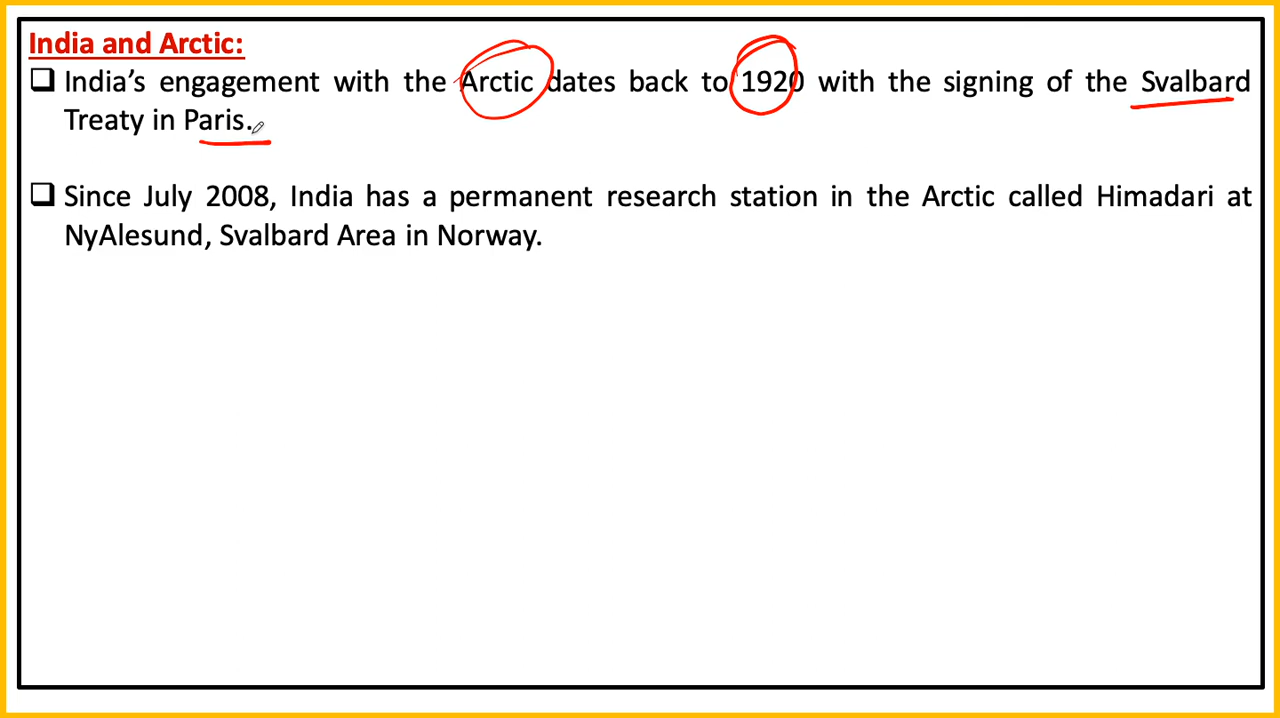 India and Arctic:
❑ India’s engagement with the Arctic dates back to 1920 with the signing of the Svalbard
Treaty in Paris.
❑ Since July 2008, India has a permanent research station in the Arctic called Himadari at
NyAlesund, Svalbard Area in Norway.